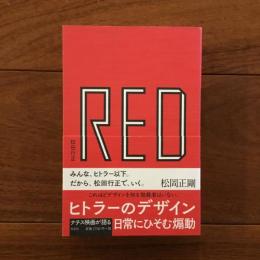 RED
みんな、ヒトラー以下。
だから、松田行正で、いく。
松岡正剛
ヒトラーのデザイン
ナチス映画が語る
日常にひそむ煽動